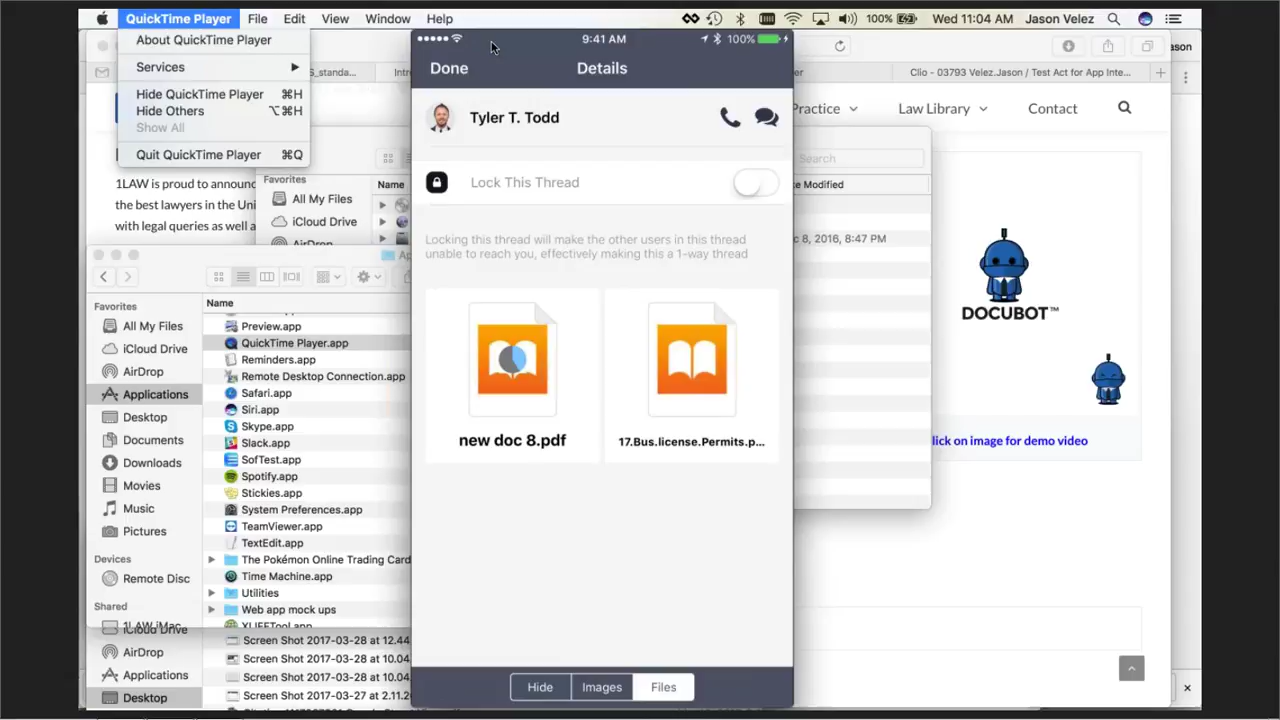 QuickTime Player File Edit View Window Help 100% Wed 11:04 AM Jason Velez
About QuickTime Player
Services
Hide QuickTime Player ⌘H
Hide Others ⌥⌘H
Show All
Quit QuickTime Player ⌘Q
9:41 AM 100%
Done Details
Tyler T. Todd
Lock This Thread
Locking this thread will make the other users in this thread
unable to reach you, effectively making this a 1-way thread
new doc 8.pdf
17.Bus.license.Permits.p...
Hide Images Files
Clio - 03793 Velez.Jason / Test Act for App Inte...
Practice Law Library Contact
Search
Modified
8, 2016, 8:47 PM
DOCUBOT™
click on image for demo video
1LAW is proud to announ
the best lawyers in the Uni
with legal queries as well a
Favorites
All My Files
iCloud Drive
AirDrop
Name
Favorites
All My Files
iCloud Drive
AirDrop
Applications
Desktop
Documents
Downloads
Movies
Music
Pictures
Devices
Remote Disc
Shared
1LAW iMac
iCloud Drive
AirDrop
Applications
Desktop
Name
Preview.app
QuickTime Player.app
Reminders.app
Remote Desktop Connection.app
Safari.app
Siri.app
Skype.app
Slack.app
SofTest.app
Spotify.app
Stickies.app
System Preferences.app
TeamViewer.app
TextEdit.app
The Pokémon Online Trading Card
Time Machine.app
Utilities
Web app mock ups
XLIFFTool.app
Screen Shot 2017-03-28 at 12.44
Screen Shot 2017-03-28 at 10.04
Screen Shot 2017-03-28 at 10.04
Screen Shot 2017-03-27 at 2.11.2